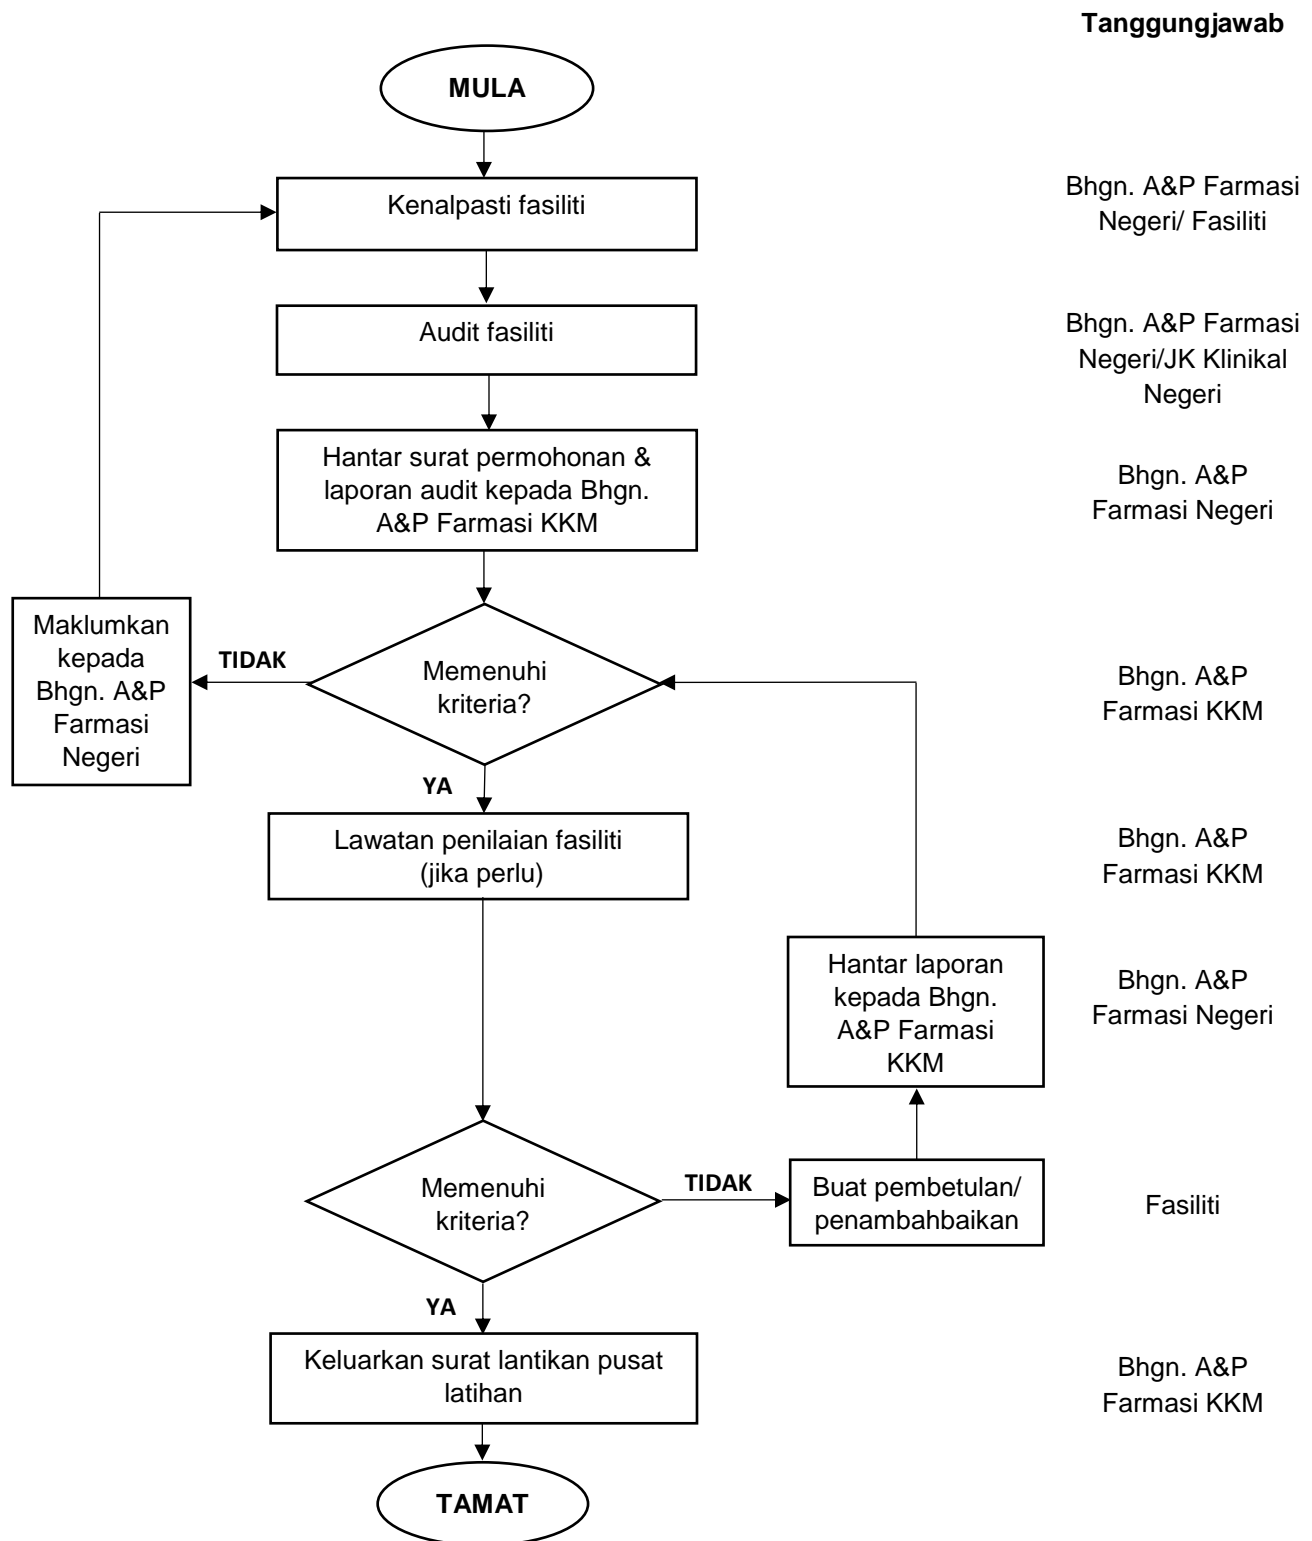 Tanggungjawab
MULA
Kenalpasti fasiliti
Bhgn. A&P Farmasi
Negeri/ Fasiliti
Audit fasiliti
Bhgn. A&P Farmasi
Negeri/JK Klinikal
Negeri
Hantar surat permohonan &
laporan audit kepada Bhgn.
A&P Farmasi KKM
Bhgn. A&P
Farmasi Negeri
Maklumkan
kepada
Bhgn. A&P
Farmasi
Negeri
TIDAK
Memenuhi
kriteria?
Bhgn. A&P
Farmasi KKM
YA
Lawatan penilaian fasiliti
(jika perlu)
Bhgn. A&P
Farmasi KKM
Hantar laporan
kepada Bhgn.
A&P Farmasi
KKM
Bhgn. A&P
Farmasi Negeri
Memenuhi
kriteria?
TIDAK
Buat pembetulan/
penambahbaikan
Fasiliti
YA
Keluarkan surat lantikan pusat
latihan
Bhgn. A&P
Farmasi KKM
TAMAT